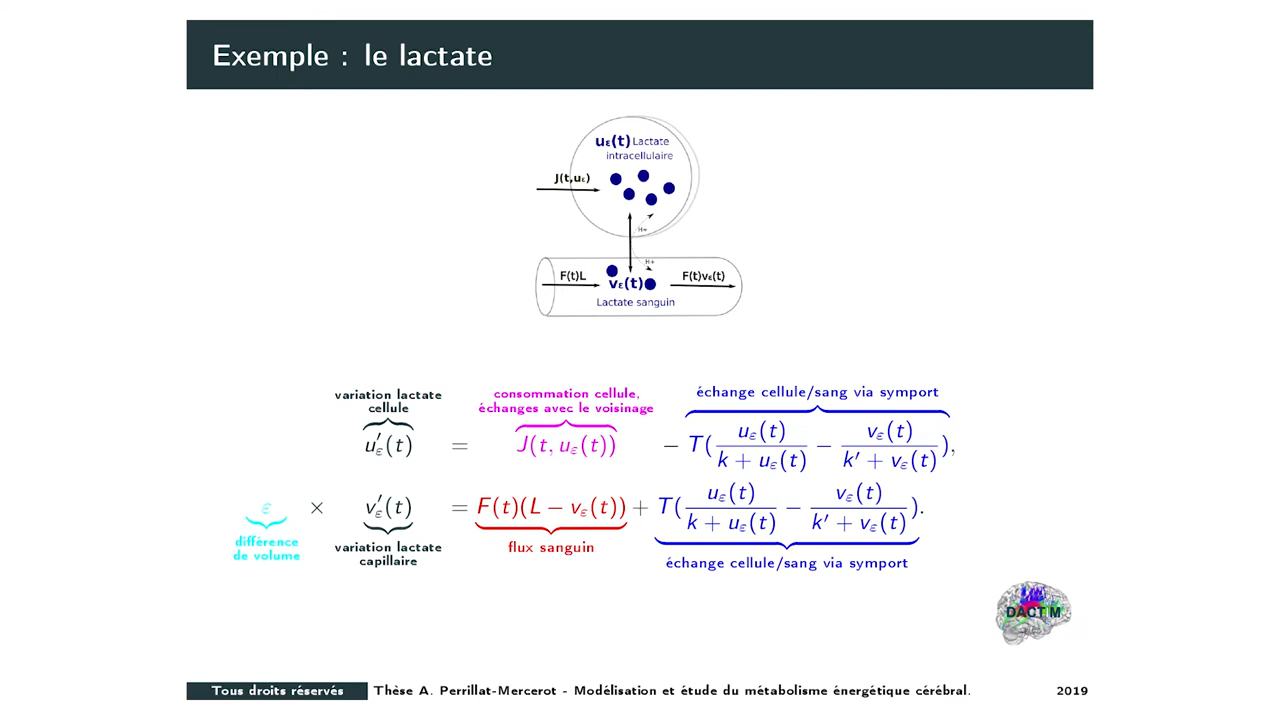 Exemple : le lactate
uε(t) Lactate
intracellulaire
J(t,uε)
H+
H+
F(t)L
vε(t)
F(t)vε(t)
Lactate sanguin
variation lactate
cellule
consommation cellule,
échanges avec le voisinage
échange cellule/sang via symport
u′ε(t) = J(t, uε(t)) − T(uε(t)/(k + uε(t)) − vε(t)/(k′ + vε(t))),
ε × v′ε(t) = F(t)(L − vε(t)) + T(uε(t)/(k + uε(t)) − vε(t)/(k′ + vε(t))).
différence
de volume
variation lactate
capillaire
flux sanguin
échange cellule/sang via symport
DACTIM
Tous droits réservés Thèse A. Perrillat-Mercerot - Modélisation et étude du métabolisme énergétique cérébral. 2019